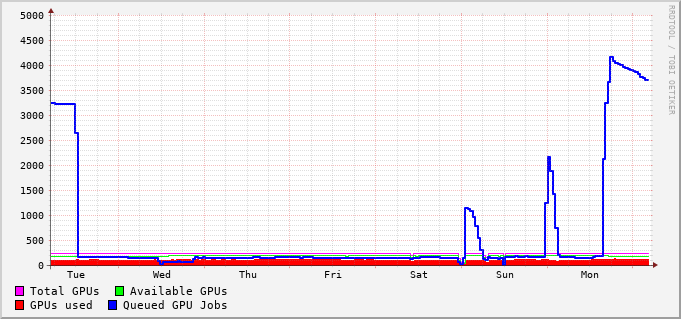 RRDTOOL / TOBI OETIKER
5000
4500
4000
3500
3000
2500
2000
1500
1000
500
0
Tue Wed Thu Fri Sat Sun Mon
Total GPUs Available GPUs
GPUs used Queued GPU Jobs